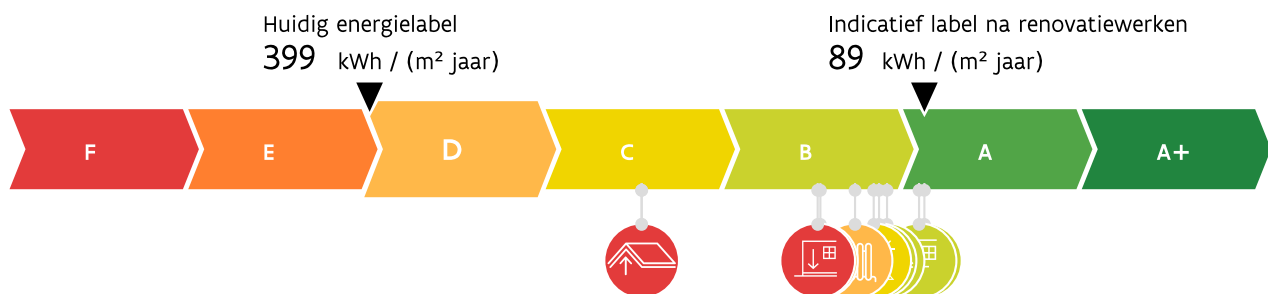 Huidig energielabel
399 kWh / (m² jaar)
Indicatief label na renovatiewerken
89 kWh / (m² jaar)
F E D C B A A+